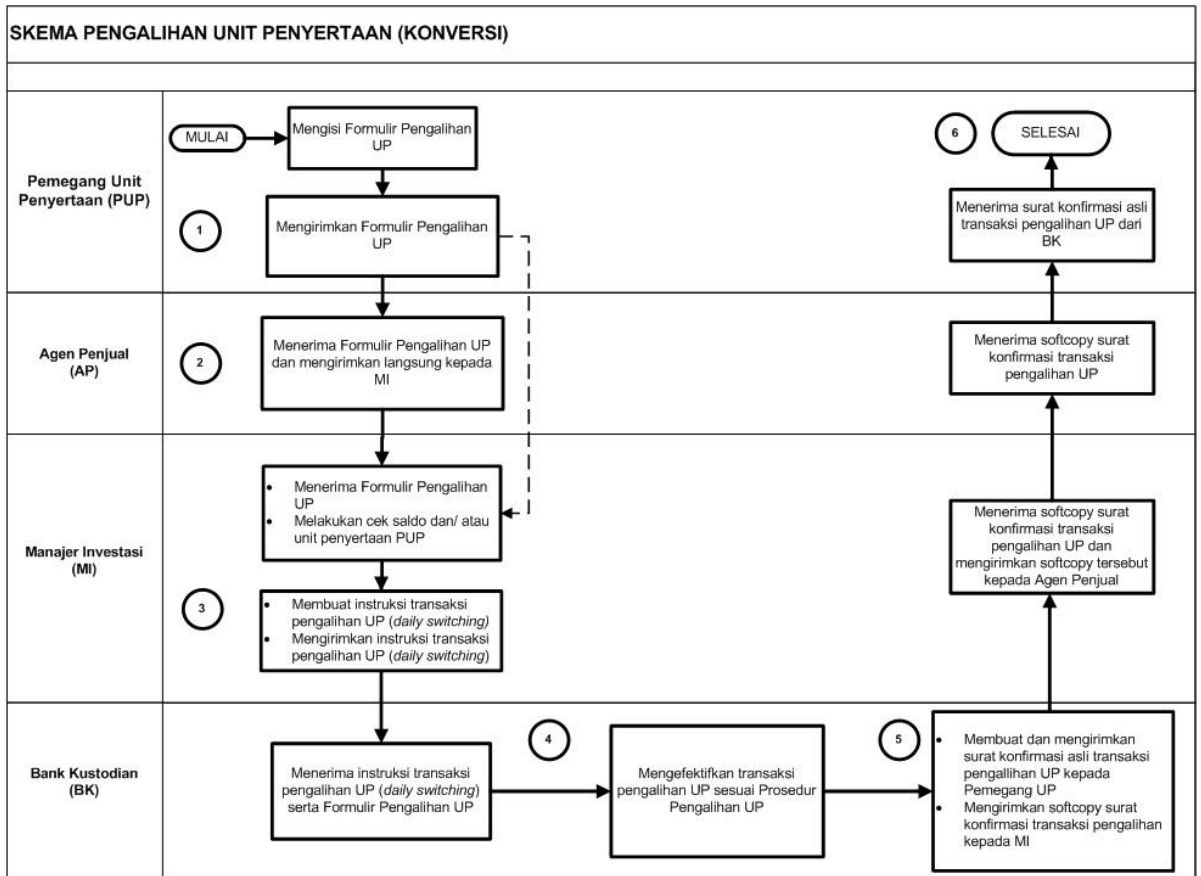 SKEMA PENGALIHAN UNIT PENYERTAAN (KONVERSI)
Pemegang Unit
Penyertaan (PUP)
MULAI
Mengisi Formulir Pengalihan
UP
1
Mengirimkan Formulir Pengalihan
UP
6
SELESAI
Menerima surat konfirmasi asli
transaksi pengalihan UP dari
BK
Agen Penjual
(AP)
2
Menerima Formulir Pengalihan UP
dan mengirimkan langsung kepada
MI
Menerima softcopy surat
konfirmasi transaksi
pengalihan UP
Manajer Investasi
(MI)
• Menerima Formulir Pengalihan
UP
• Melakukan cek saldo dan/ atau
unit penyertaan PUP
3
• Membuat instruksi transaksi
pengalihan UP (daily switching)
• Mengirimkan instruksi transaksi
pengalihan UP (daily switching)
Menerima softcopy surat
konfirmasi transaksi
pengalihan UP dan
mengirimkan softcopy tersebut
kepada Agen Penjual
Bank Kustodian
(BK)
Menerima instruksi transaksi
pengalihan UP (daily switching)
serta Formulir Pengalihan UP
4
Mengefektifkan transaksi
pengalihan UP sesuai Prosedur
Pengalihan UP
5
• Membuat dan mengirimkan
surat konfirmasi asli transaksi
pengallihan UP kepada
Pemegang UP
• Mengirimkan softcopy surat
konfirmasi transaksi pengalihan
kepada MI